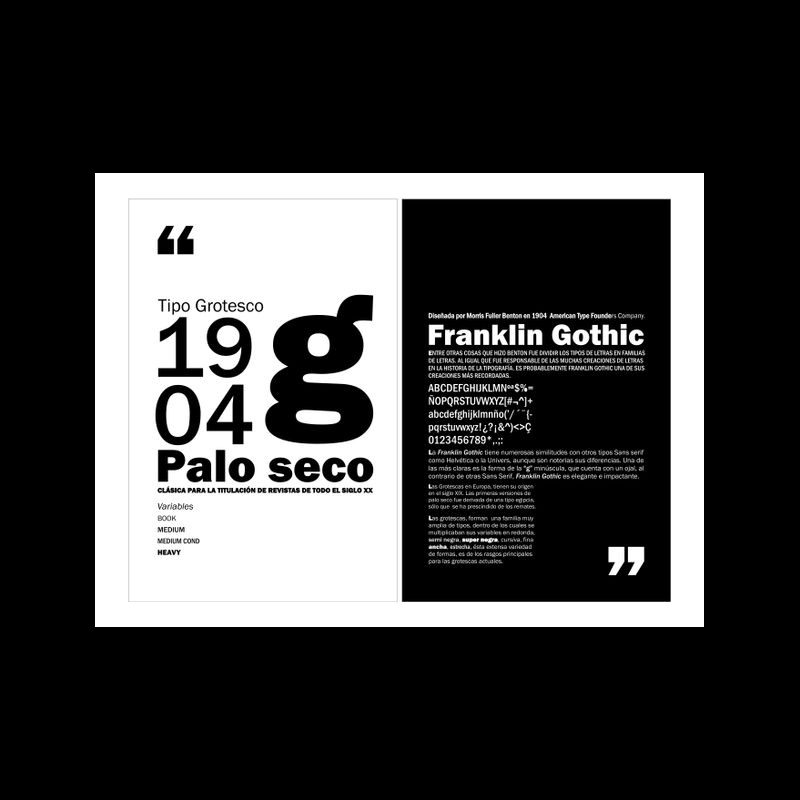 “
Tipo Grotesco
19
04
g
Palo seco
CLÁSICA PARA LA TITULACIÓN DE REVISTAS DE TODO EL SIGLO XX
Variables
BOOK
MEDIUM
MEDIUM COND
HEAVY
Diseñada por Morris Fuller Benton en 1904 American Type Founders Company.
Franklin Gothic
ENTRE OTRAS COSAS QUE HIZO BENTON FUE DIVIDIR LOS TIPOS DE LETRAS EN FAMILIAS
DE LETRAS. AL IGUAL QUE FUE RESPONSABLE DE LAS MUCHAS CREACIONES DE LETRAS
EN LA HISTORIA DE LA TIPOGRAFÍA. ES PROBABLEMENTE FRANKLIN GOTHIC UNA DE SUS
CREACIONES MÁS RECORDADAS.
ABCDEFGHIJKLMNºª$%=
ÑOPQRSTUVWXYZ[#¬^]+
abcdefghijklmnño('/´¨{-
pqrstuvwxyz!¿?¡&^)<>Ç
0123456789*,.;:
La Franklin Gothic tiene numerosas similitudes con otros tipos Sans serif
como Helvética o la Univers, aunque son notorias sus diferencias. Una de
las más claras es la ferma de la "g" minúscula, que cuenta con un ojal, al
contrario de otras Sans Serif, Franklin Gothic es elegante e impactante.
Las Grotescas en Europa, tienen su origen
en el siglo XIX. Las primeras versiones de
palo seco fue derivada de una tipo egipcia,
sólo que se ha prescindido de los remates.
Las grotescas, forman una familia muy
amplia de tipos, dentro de los cuales se
multiplicaban sus variables en redonda,
semi negra, super negra, cursiva, fina
ancha, estrecha, ésta extensa variedad
de formas, es de los rasgos principales
para las grotescas actuales.
”